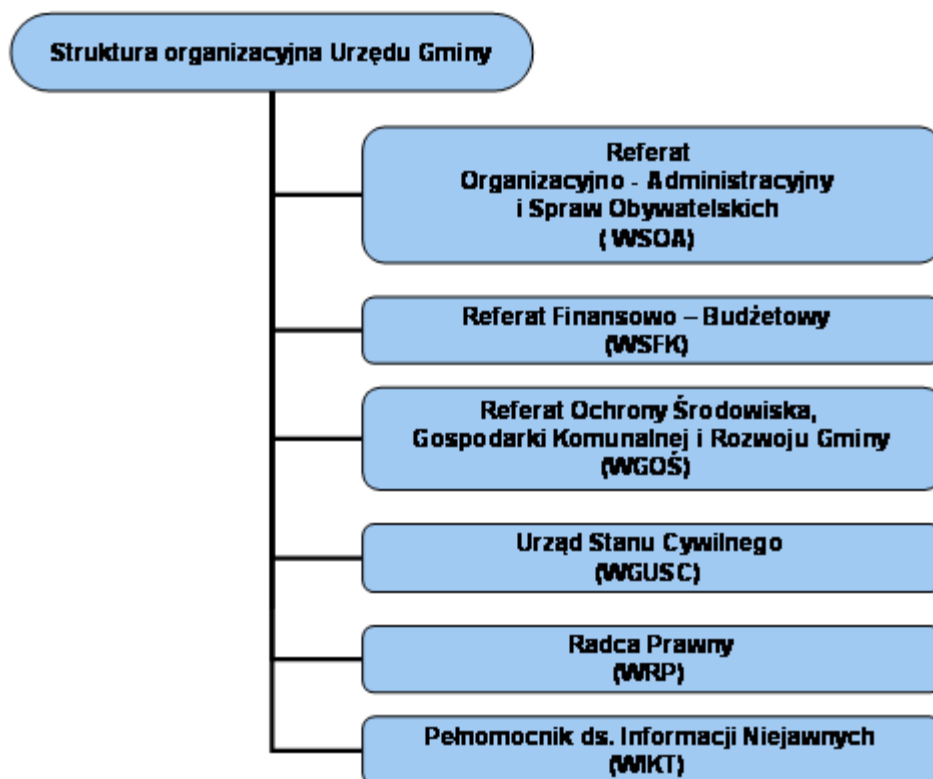 Struktura organizacyjna Urzędu Gminy
Referat
Organizacyjno - Administracyjny
i Spraw Obywatelskich
( WSOA)
Referat Finansowo – Budżetowy
(WSFK)
Referat Ochrony Środowiska,
Gospodarki Komunalnej i Rozwoju Gminy
(WGOŚ)
Urząd Stanu Cywilnego
(WGUSC)
Radca Prawny
(WRP)
Pełnomocnik ds. Informacji Niejawnych
(WIKT)